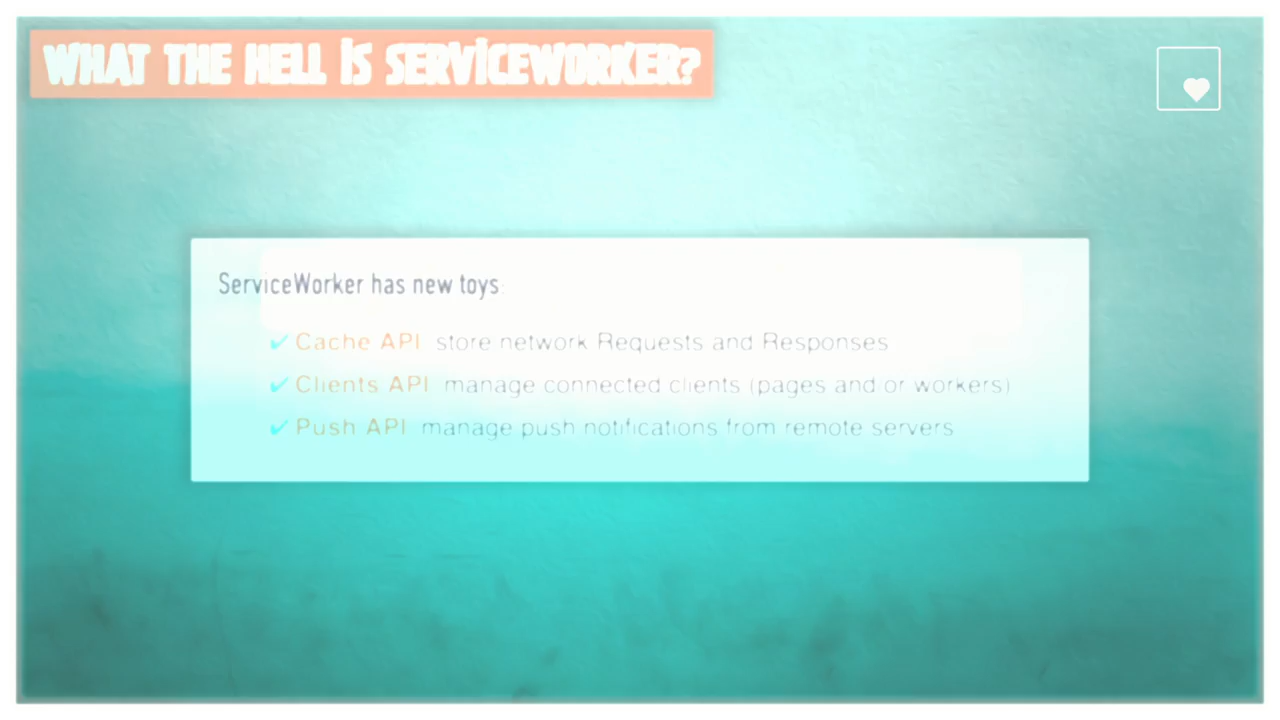 WHAT THE HELL IS SERVICEWORKER?
ServiceWorker has new toys:
✔ Cache API store network Requests and Responses
✔ Clients API manage connected clients (pages and or workers)
✔ Push API manage push notifications from remote servers